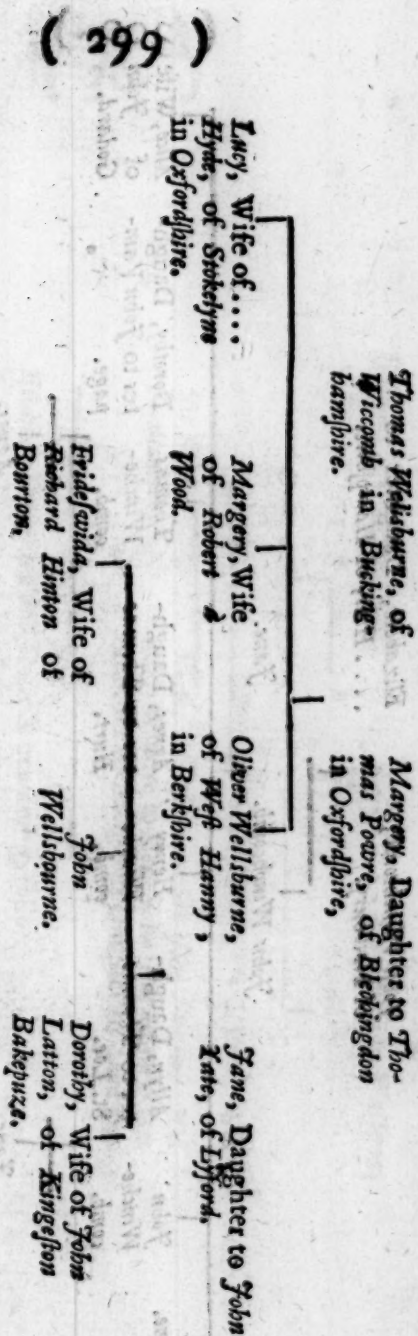 ( 299 )
Thomas Wellsburne, of
Wiccomb in Bucking-
hamſhire.
Margery, Daughter to Tho-
mas Powre, of Blechingdon
in Oxfordſhire,
Lucy, Wife of....
Hyde, of Stokelyne
in Oxfordſhire.
Margery, Wife
of Robert à
Wood.
Oliver Wellsburne,
of Weſt Hanry,
in Berkſhire.
Jane, Daughter to John
Yate, of Lyford.
Frideſavida, Wife of
Richard Hinton of
Bourton.
John
Wellsbourne.
Dorothy, Wife of John
Latton, of Kingeſton
Bakepuze.